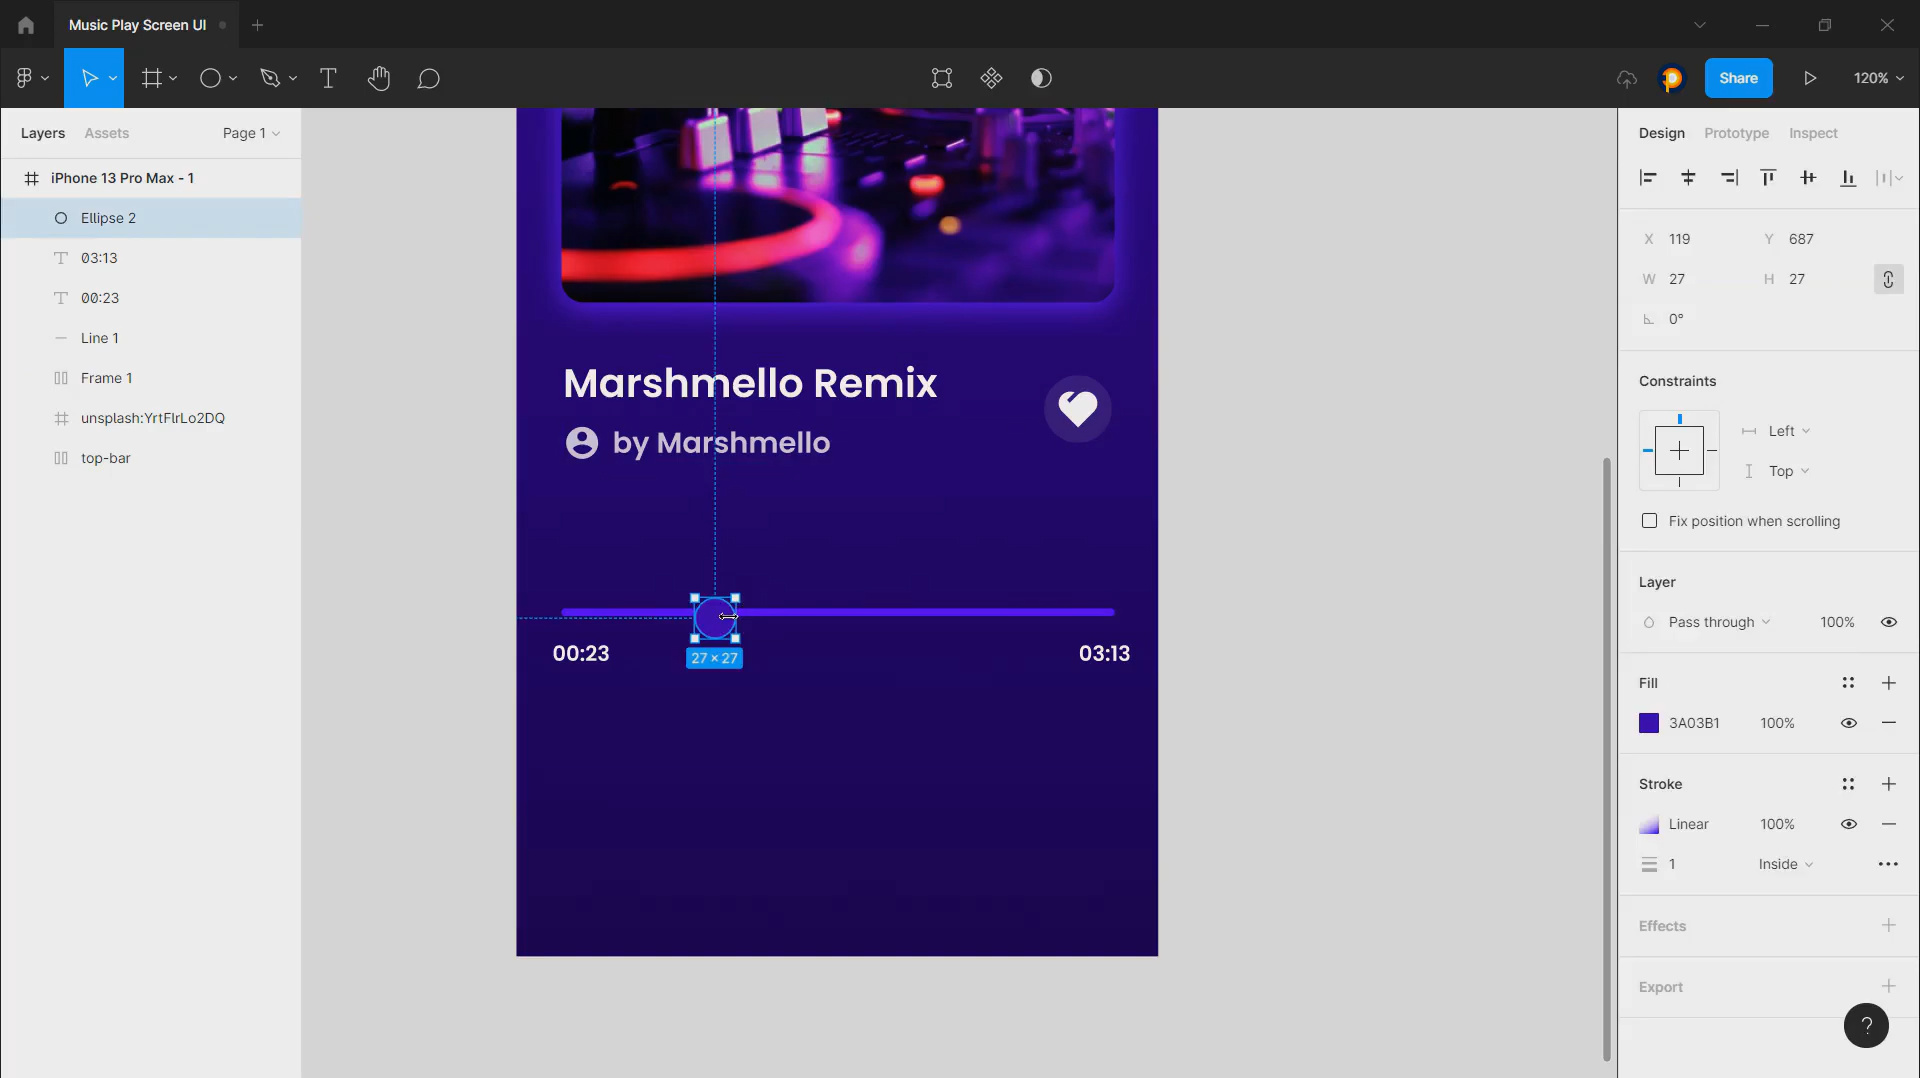 Music Play Screen UI
Share
120%
Layers
Assets
Page 1
iPhone 13 Pro Max - 1
Ellipse 2
03:13
00:23
Line 1
Frame 1
unsplash:YrtFlrLo2DQ
top-bar
Marshmello Remix
by Marshmello
00:23
27 × 27
03:13
Design
Prototype
Inspect
X 119
Y 687
W 27
H 27
0°
Constraints
Left
Top
Fix position when scrolling
Layer
Pass through
100%
Fill
3A03B1
100%
Stroke
Linear
100%
1
Inside
Effects
Export
?